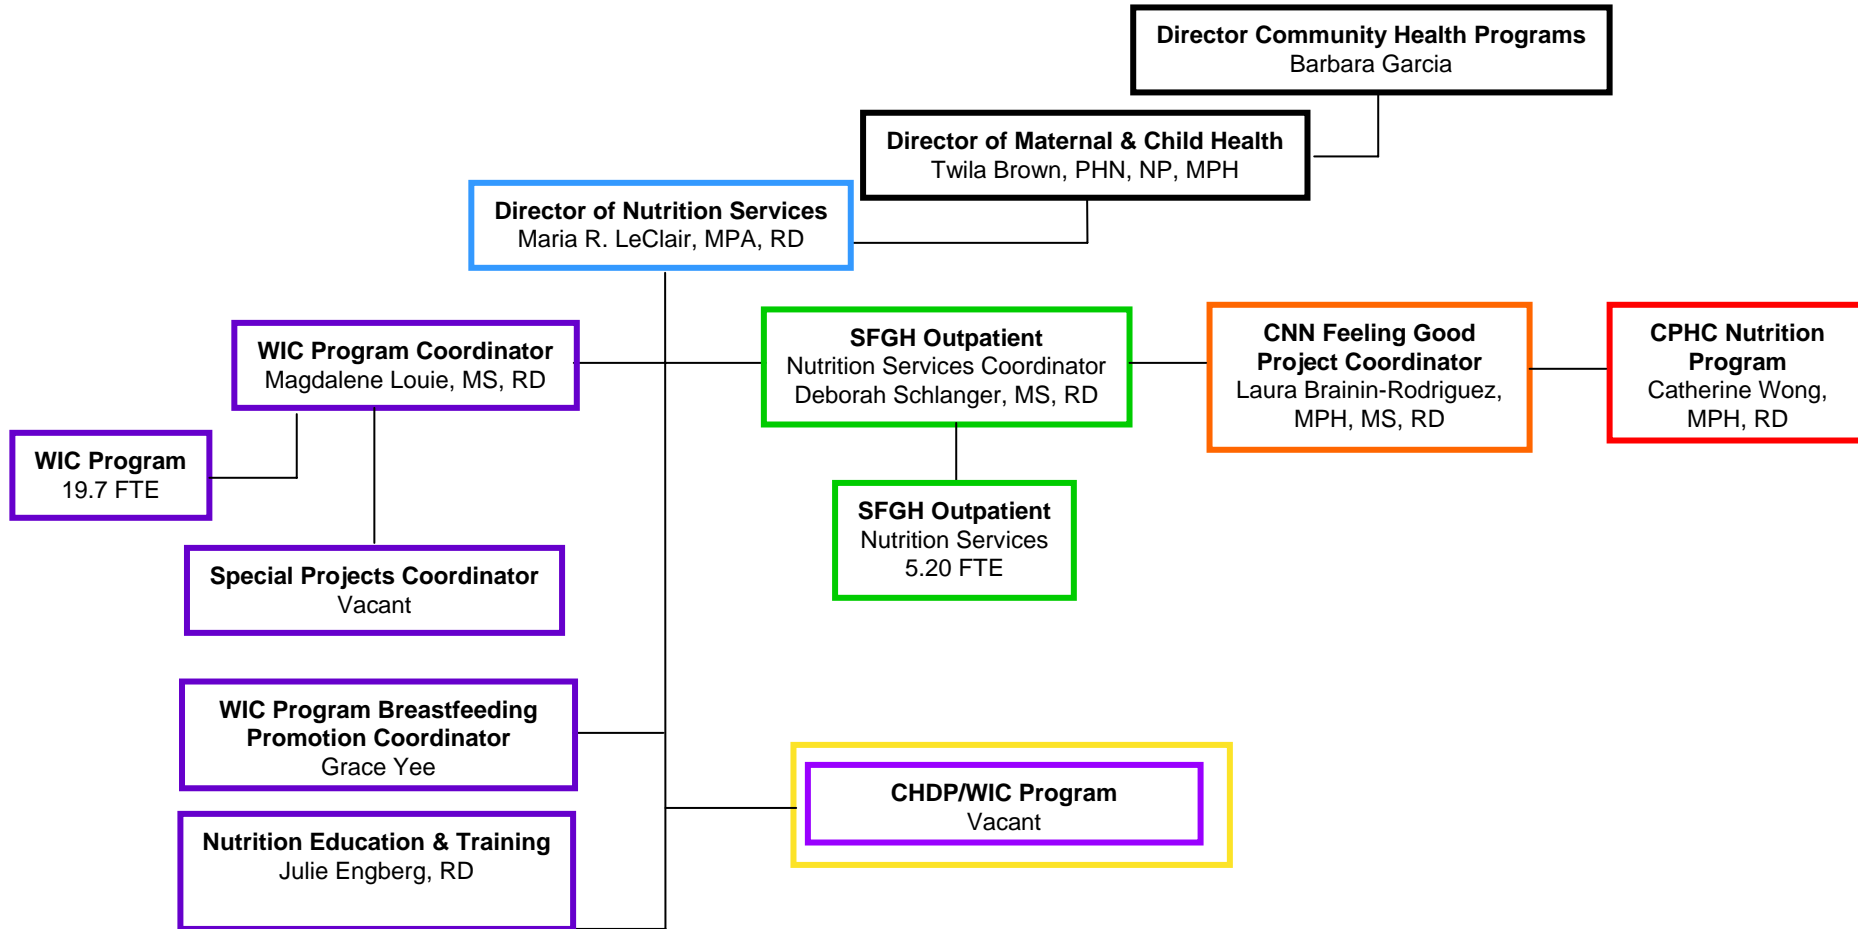 Director Community Health Programs
Barbara Garcia
Director of Maternal & Child Health
Twila Brown, PHN, NP, MPH
Director of Nutrition Services
Maria R. LeClair, MPA, RD
WIC Program Coordinator
Magdalene Louie, MS, RD
SFGH Outpatient
Nutrition Services Coordinator
Deborah Schlanger, MS, RD
CNN Feeling Good
Project Coordinator
Laura Brainin-Rodriguez,
MPH, MS, RD
CPHC Nutrition
Program
Catherine Wong,
MPH, RD
WIC Program
19.7 FTE
SFGH Outpatient
Nutrition Services
5.20 FTE
Special Projects Coordinator
Vacant
WIC Program Breastfeeding
Promotion Coordinator
Grace Yee
CHDP/WIC Program
Vacant
Nutrition Education & Training
Julie Engberg, RD